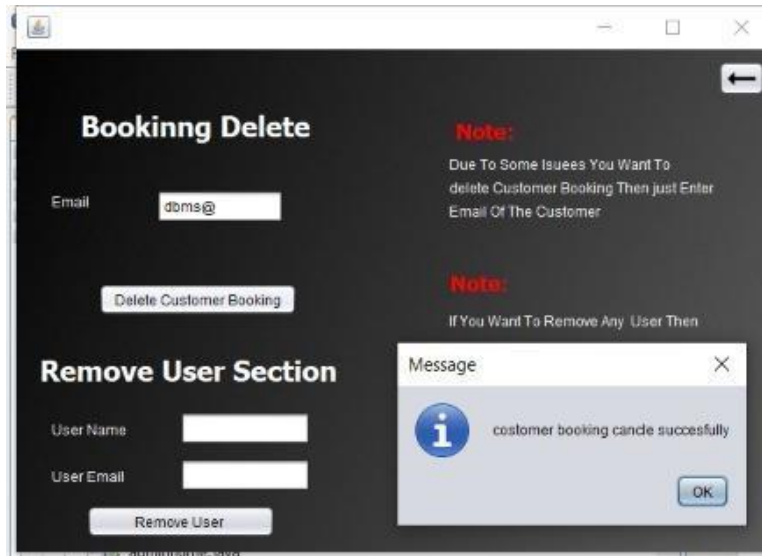 Bookinng Delete
Email
dbms@
Delete Customer Booking
Note:
Due To Some Isuees You Want To
delete Customer Booking Then just Enter
Email Of The Customer
Note:
If You Want To Remove Any User Then
Remove User Section
User Name
User Email
Remove User
Message
costomer booking cancle succesfully
OK